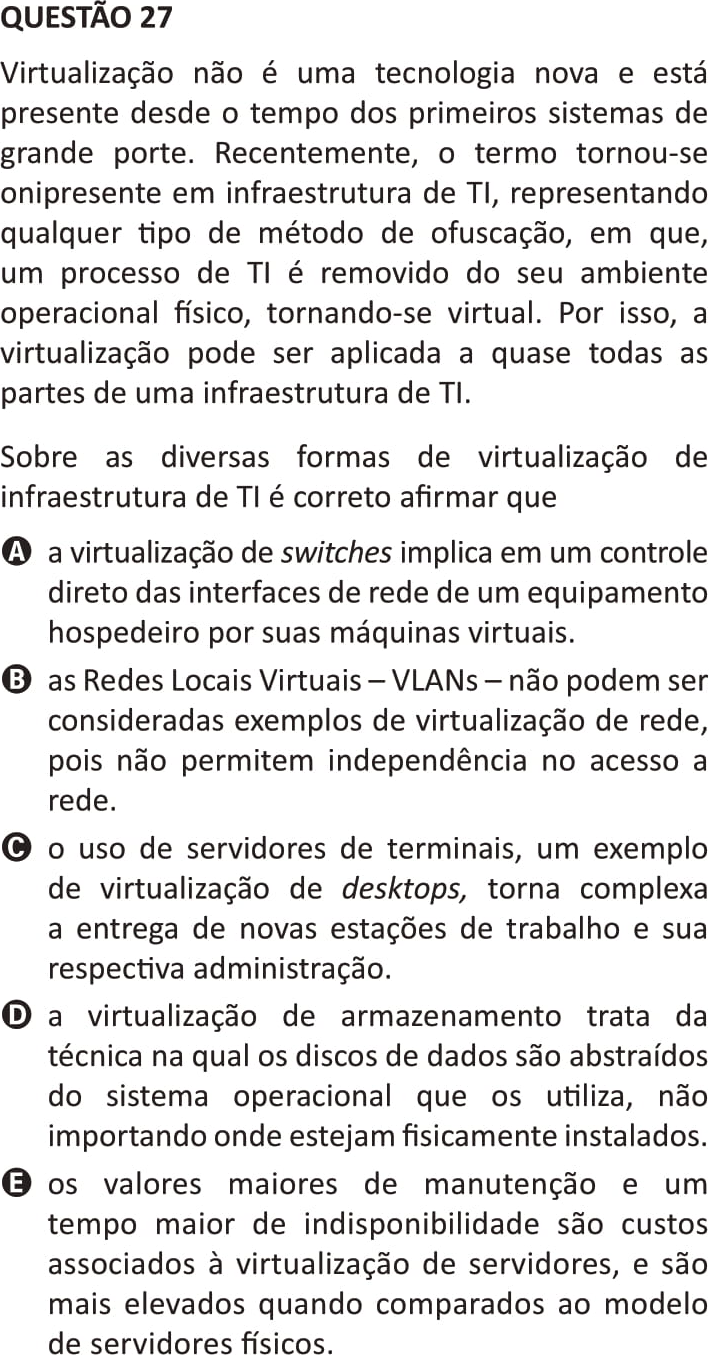 QUESTÃO 27
Virtualização não é uma tecnologia nova e está
presente desde o tempo dos primeiros sistemas de
grande porte. Recentemente, o termo tornou-se
onipresente em infraestrutura de TI, representando
qualquer tipo de método de ofuscação, em que,
um processo de TI é removido do seu ambiente
operacional físico, tornando-se virtual. Por isso, a
virtualização pode ser aplicada a quase todas as
partes de uma infraestrutura de TI.
Sobre as diversas formas de virtualização de
infraestrutura de TI é correto afirmar que
A a virtualização de switches implica em um controle
direto das interfaces de rede de um equipamento
hospedeiro por suas máquinas virtuais.
B as Redes Locais Virtuais – VLANs – não podem ser
consideradas exemplos de virtualização de rede,
pois não permitem independência no acesso a
rede.
C o uso de servidores de terminais, um exemplo
de virtualização de desktops, torna complexa
a entrega de novas estações de trabalho e sua
respectiva administração.
D a virtualização de armazenamento trata da
técnica na qual os discos de dados são abstraídos
do sistema operacional que os utiliza, não
importando onde estejam fisicamente instalados.
E os valores maiores de manutenção e um
tempo maior de indisponibilidade são custos
associados à virtualização de servidores, e são
mais elevados quando comparados ao modelo
de servidores físicos.